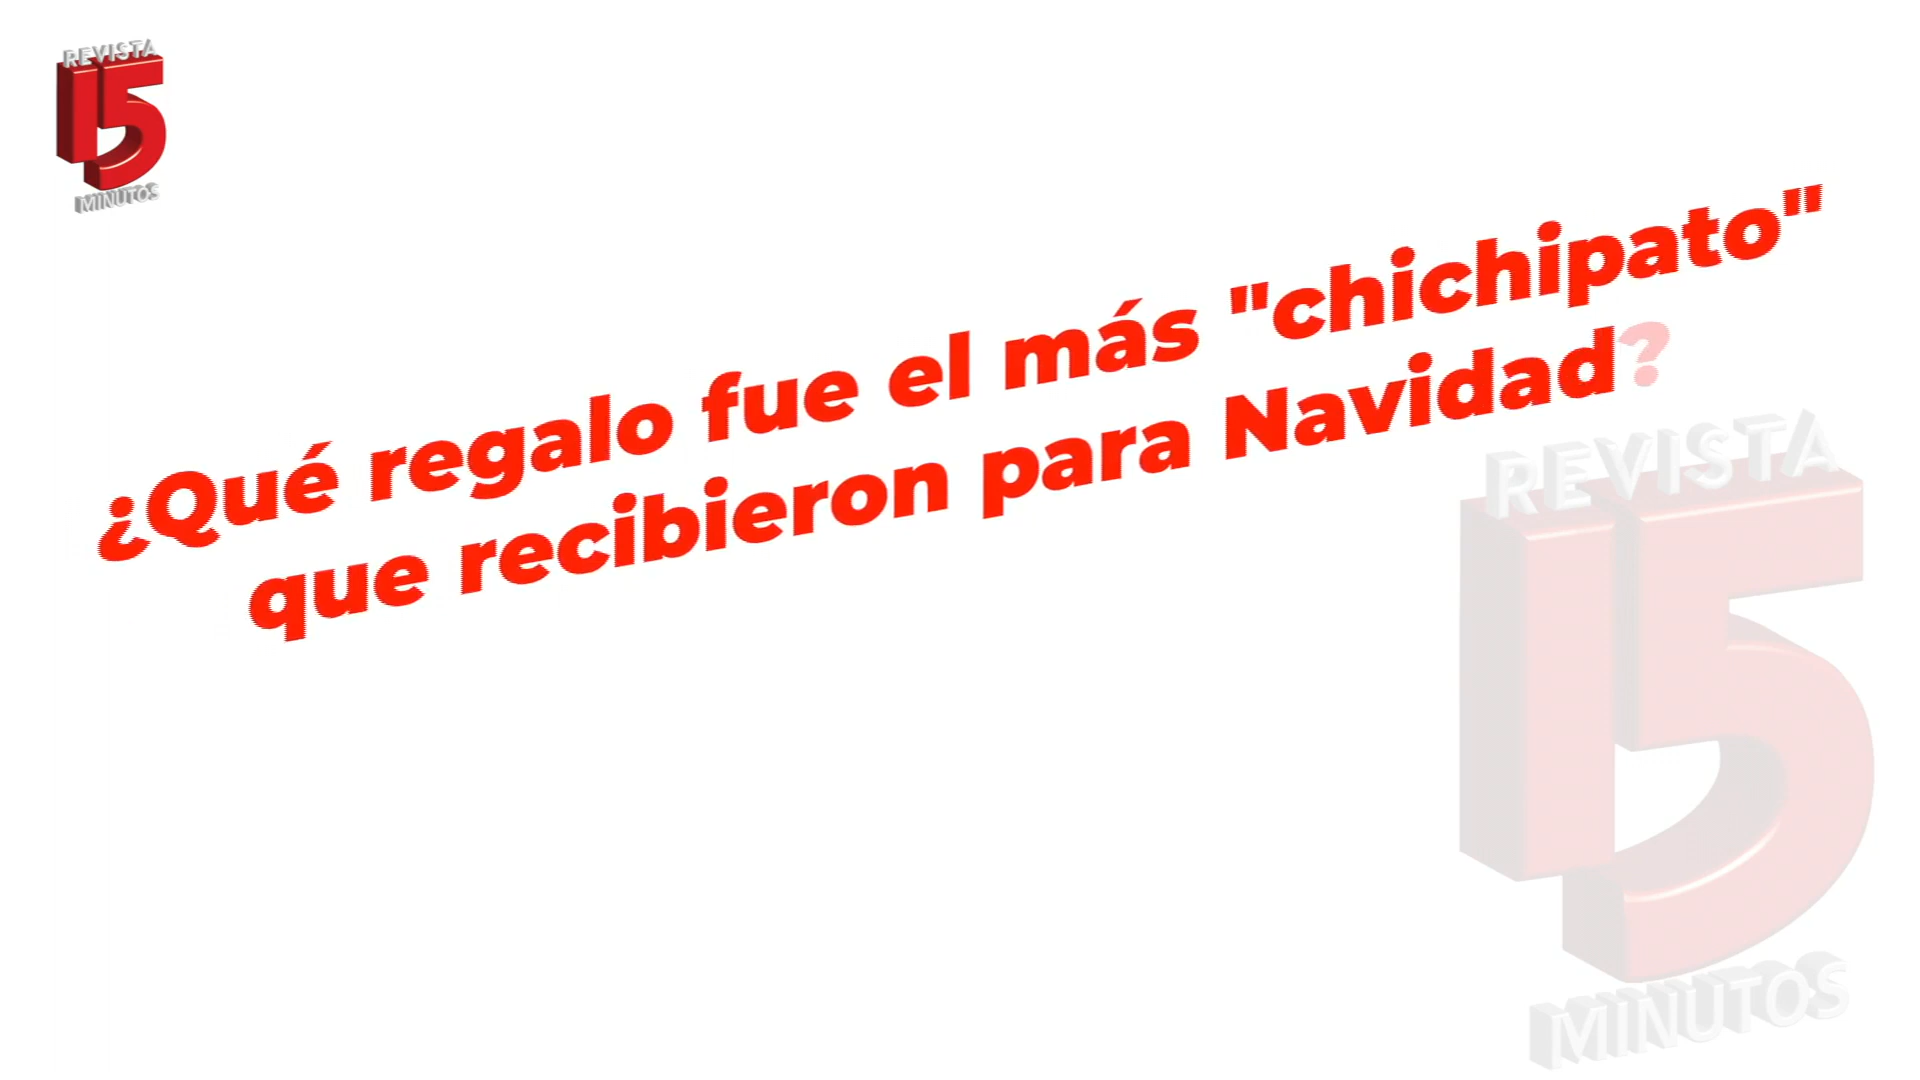 REVISTA
15
MINUTOS
¿Qué regalo fue el más "chichipato"
que recibieron para Navidad?
REVISTA
15
MINUTOS